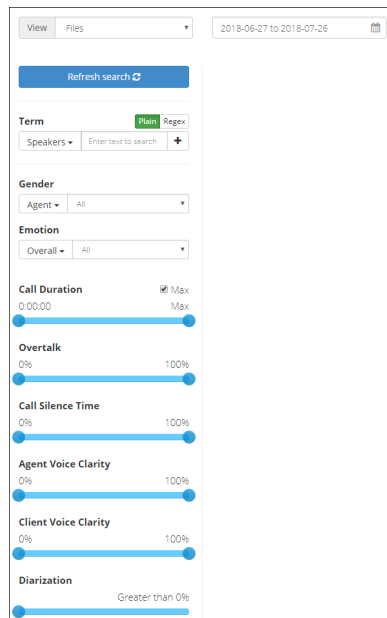 View Files 2018-06-27 to 2018-07-26
Refresh search
Term Plain Regex
Speakers Enter text to search +
Gender
Agent All
Emotion
Overall All
Call Duration Max
0:00:00 Max
Overtalk
0% 100%
Call Silence Time
0% 100%
Agent Voice Clarity
0% 100%
Client Voice Clarity
0% 100%
Diarization
Greater than 0%